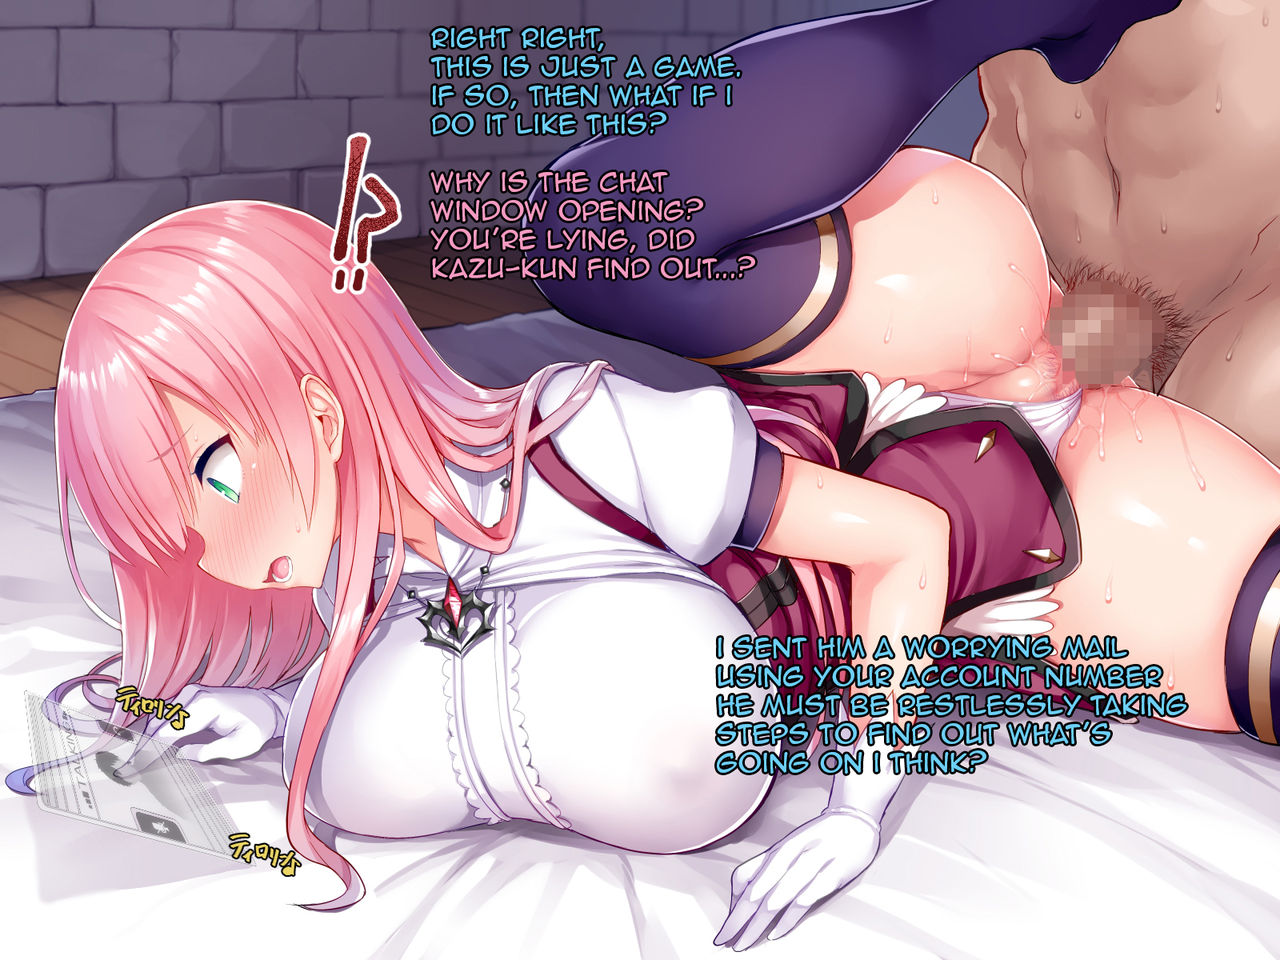 RIGHT RIGHT,
THIS IS JUST A GAME.
IF SO, THEN WHAT IF I
DO IT LIKE THIS?
WHY IS THE CHAT
WINDOW OPENING?
YOU'RE LYING, DID
KAZU-KUN FIND OUT...?
!?
I SENT HIM A WORRYING MAIL
USING YOUR ACCOUNT NUMBER
HE MUST BE RESTLESSLY TAKING
STEPS TO FIND OUT WHAT'S
GOING ON I THINK?